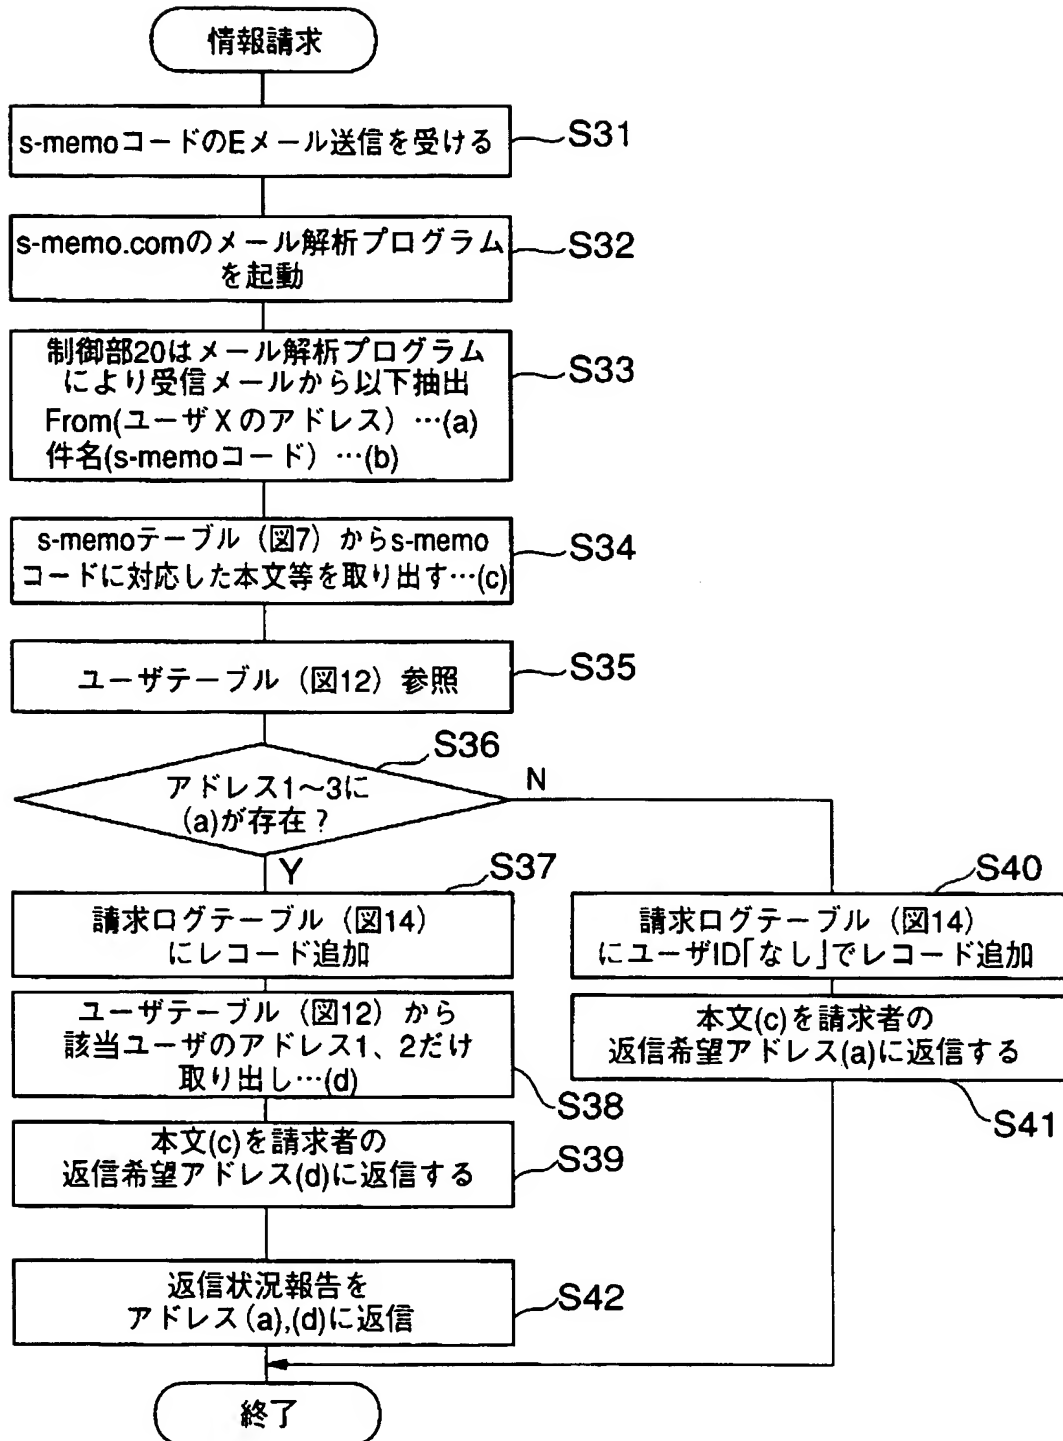 情報請求
s-memoコードのEメール送信を受ける
S31
s-memo.comのメール解析プログラム
を起動
S32
制御部20はメール解析プログラム
により受信メールから以下抽出
From(ユーザXのアドレス）…(a)
件名(s-memoコード）…(b)
S33
s-memoテーブル（図7）からs-memo
コードに対応した本文等を取り出す…(c)
S34
ユーザテーブル（図12）参照
S35
S36
アドレス1～3に
(a)が存在？
N
Y
S37
請求ログテーブル（図14）
にレコード追加
S40
請求ログテーブル（図14）
にユーザID「なし」でレコード追加
ユーザテーブル（図12）から
該当ユーザのアドレス1、2だけ
取り出し…(d)
S38
本文(c)を請求者の
返信希望アドレス(a)に返信する
S41
本文(c)を請求者の
返信希望アドレス(d)に返信する
S39
返信状況報告を
アドレス(a),(d)に返信
S42
終了